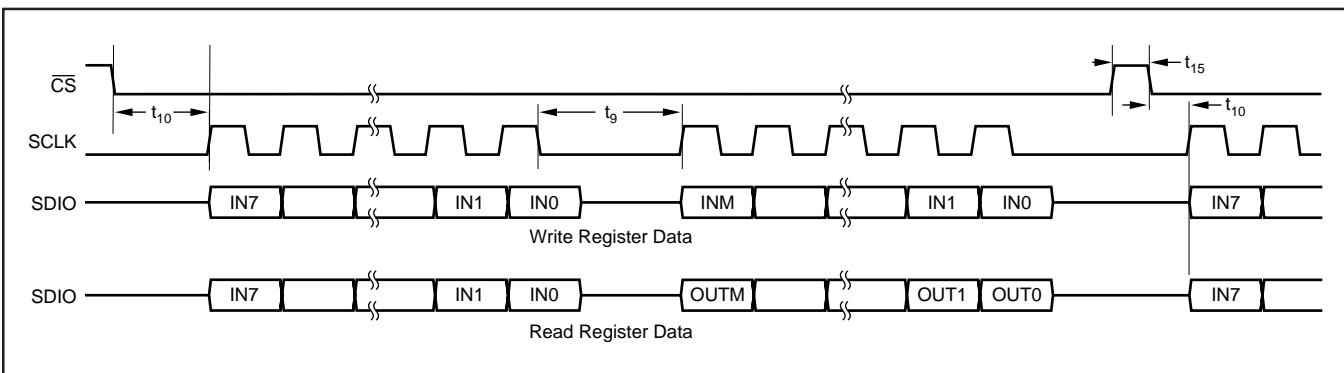 CS t10 t15
SCLK t9 t10
SDIO IN7 IN1 IN0 INM IN1 IN0 IN7
Write Register Data
SDIO IN7 IN1 IN0 OUTM OUT1 OUT0 IN7
Read Register Data